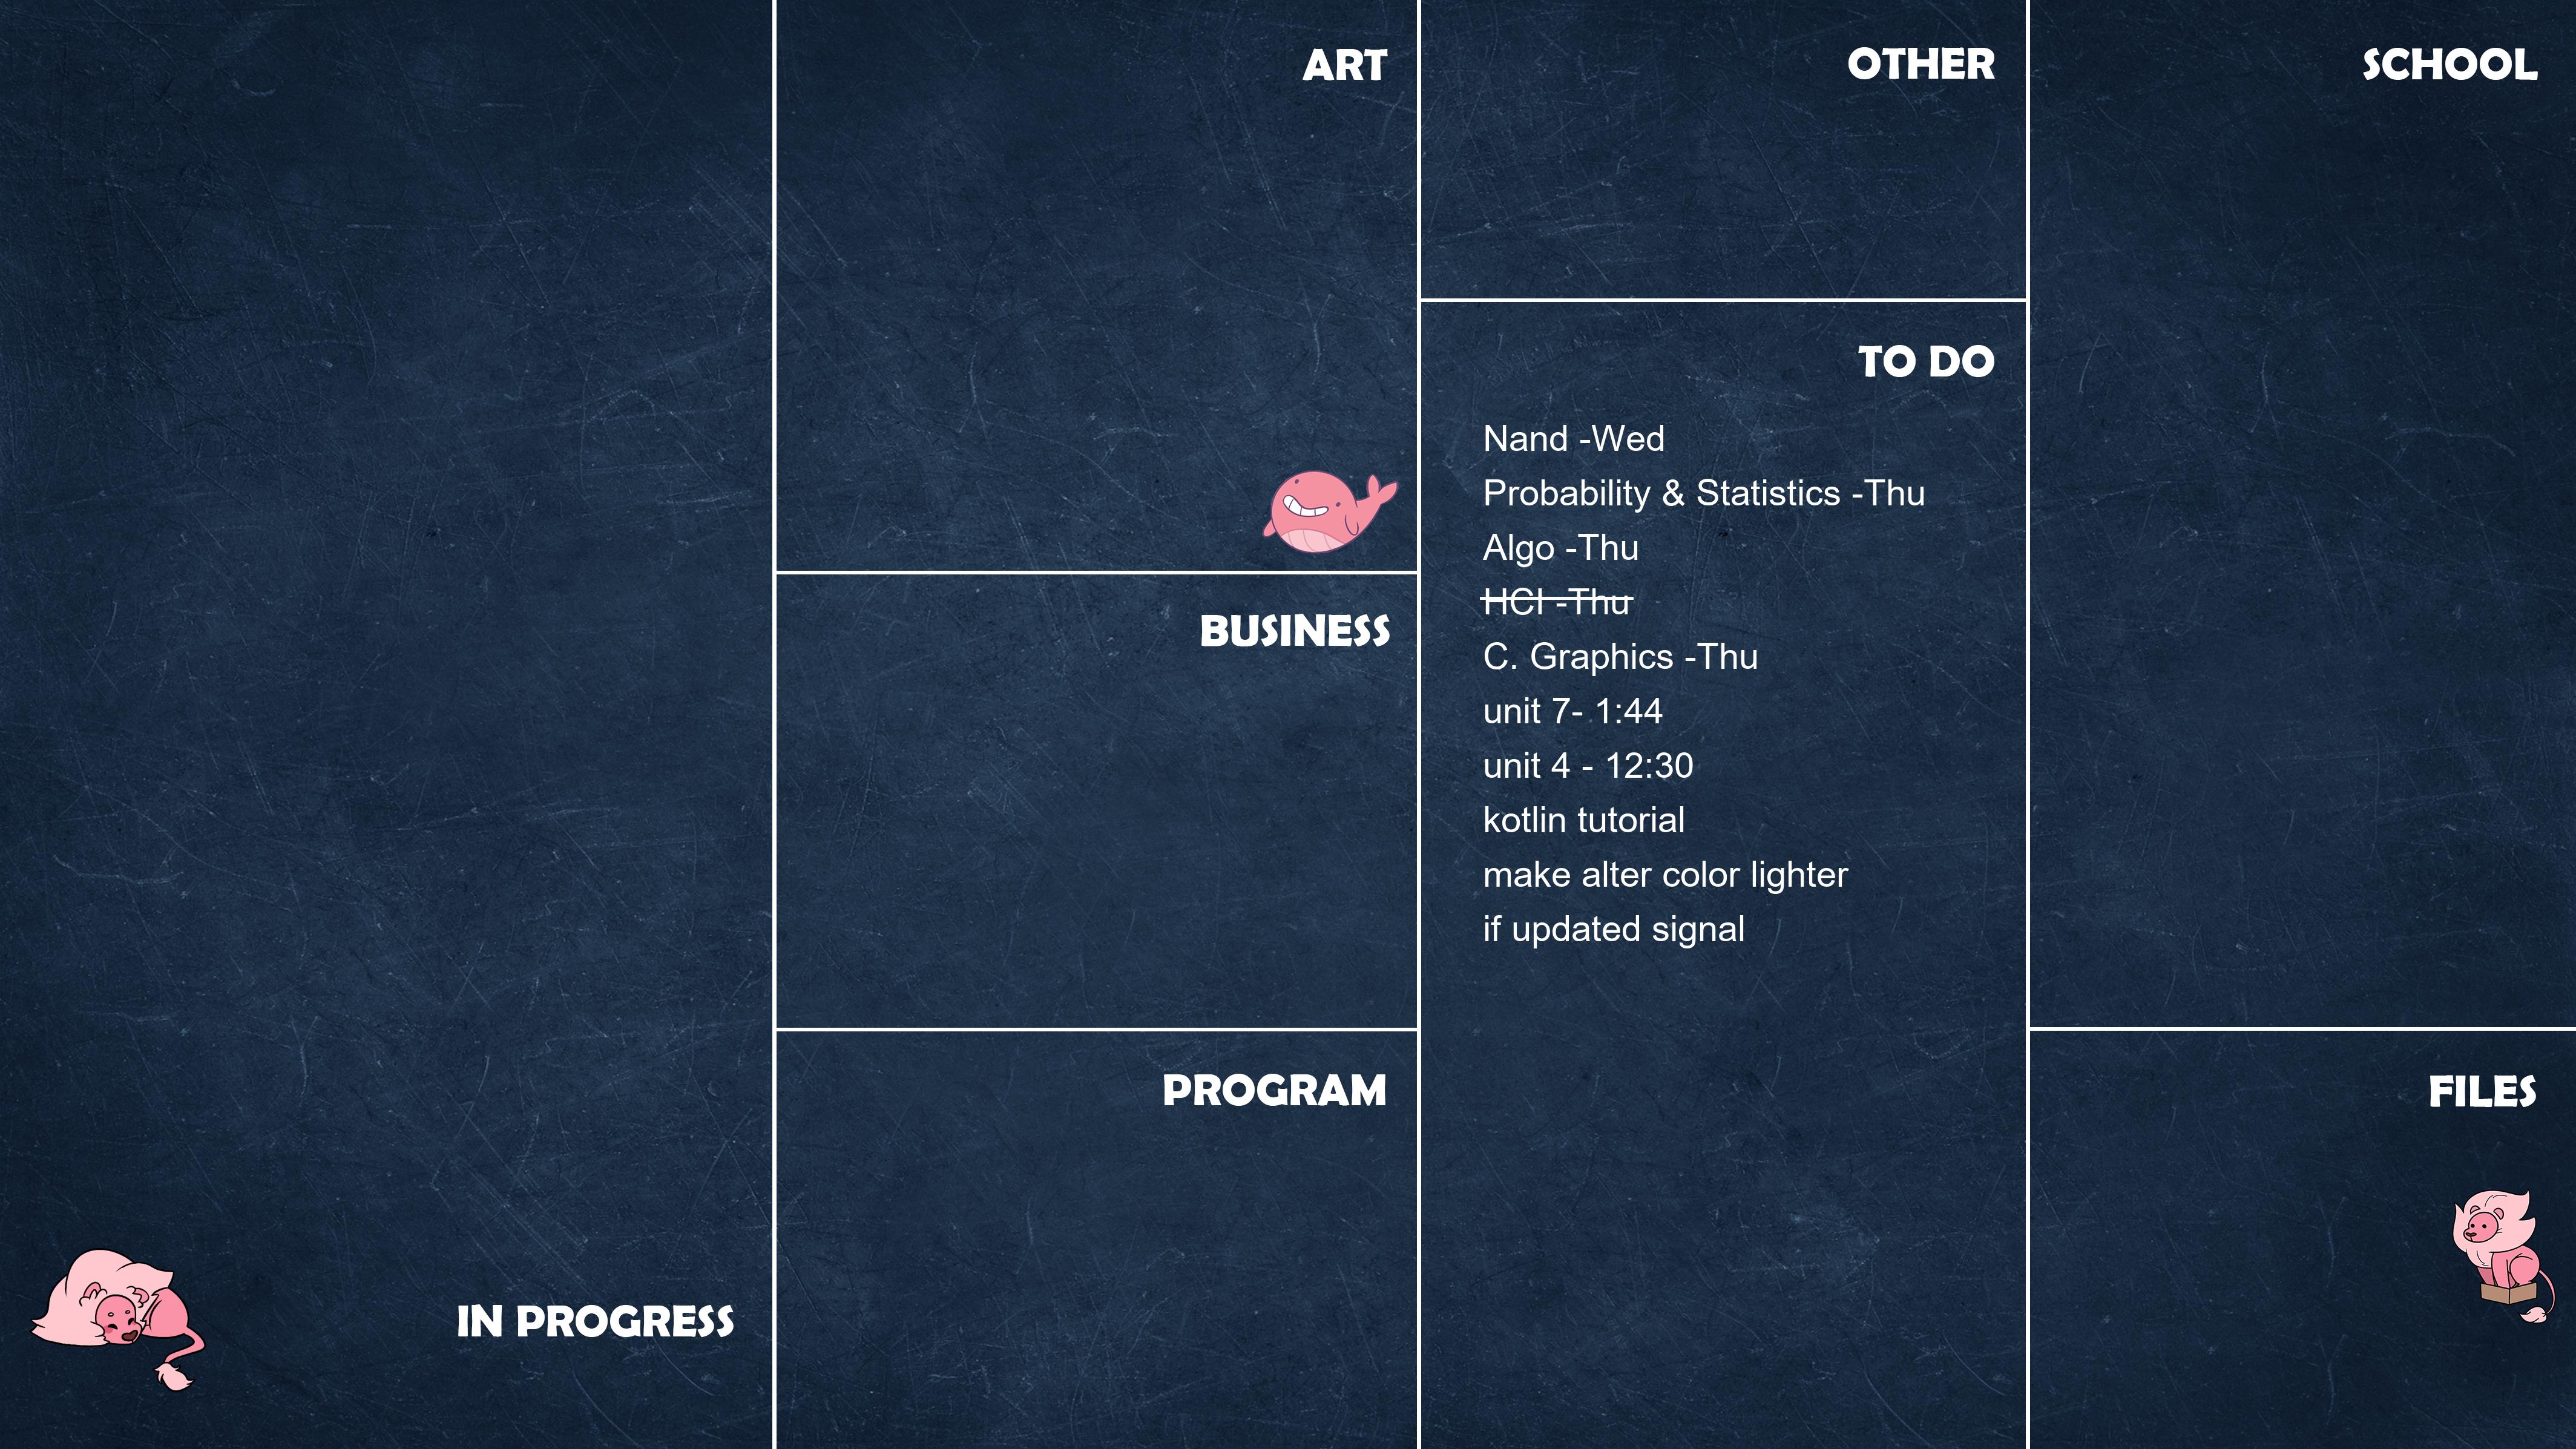 ART
OTHER
SCHOOL
TO DO
Nand -Wed
Probability & Statistics -Thu
Algo -Thu
HCI -Thu
C. Graphics -Thu
unit 7- 1:44
unit 4 - 12:30
kotlin tutorial
make alter color lighter
if updated signal
BUSINESS
PROGRAM
FILES
IN PROGRESS